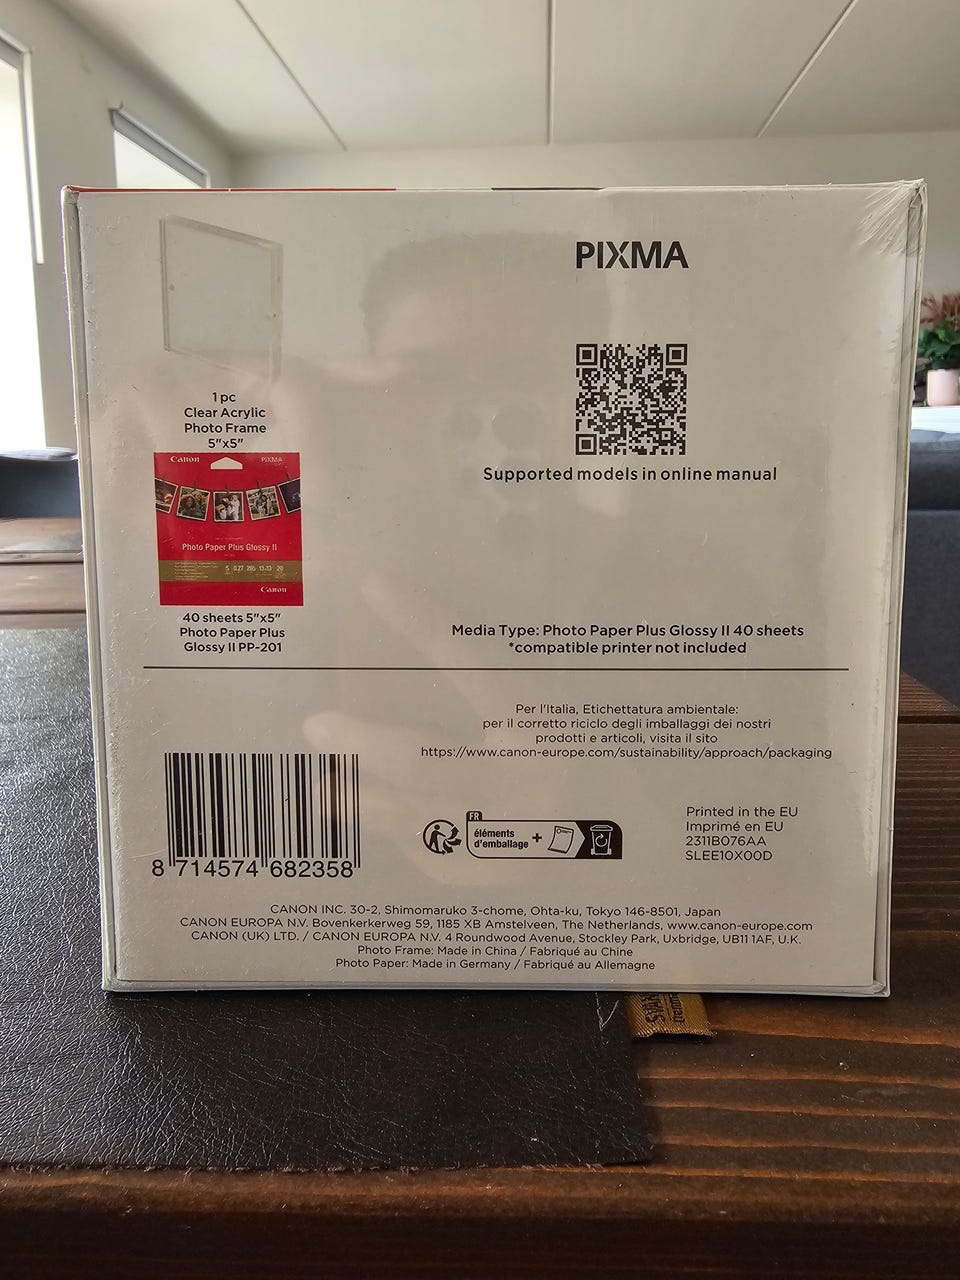 PIXMA
1 pc
Clear Acrylic
Photo Frame
5"x5"
Canon PIXMA
Photo Paper Plus Glossy II
Canon
40 sheets 5"x5"
Photo Paper Plus
Glossy II PP-201
Supported models in online manual
Media Type: Photo Paper Plus Glossy II 40 sheets
*compatible printer not included
Per l'Italia, Etichettatura ambientale:
per il corretto riciclo degli imballaggi dei nostri
prodotti e articoli, visita il sito
https://www.canon-europe.com/sustainability/approach/packaging
8 714574 682358
FR
éléments
d'emballage +
Printed in the EU
Imprimé en EU
2311B076AA
SLEE10X00D
CANON INC. 30-2, Shimomaruko 3-chome, Ohta-ku, Tokyo 146-8501, Japan
CANON EUROPA N.V. Bovenkerkerweg 59, 1185 XB Amstelveen, The Netherlands, www.canon-europe.com
CANON (UK) LTD. / CANON EUROPA N.V. 4 Roundwood Avenue, Stockley Park, Uxbridge, UB11 1AF, U.K.
Photo Frame: Made in China / Fabriqué au Chine
Photo Paper: Made in Germany / Fabriqué au Allemagne